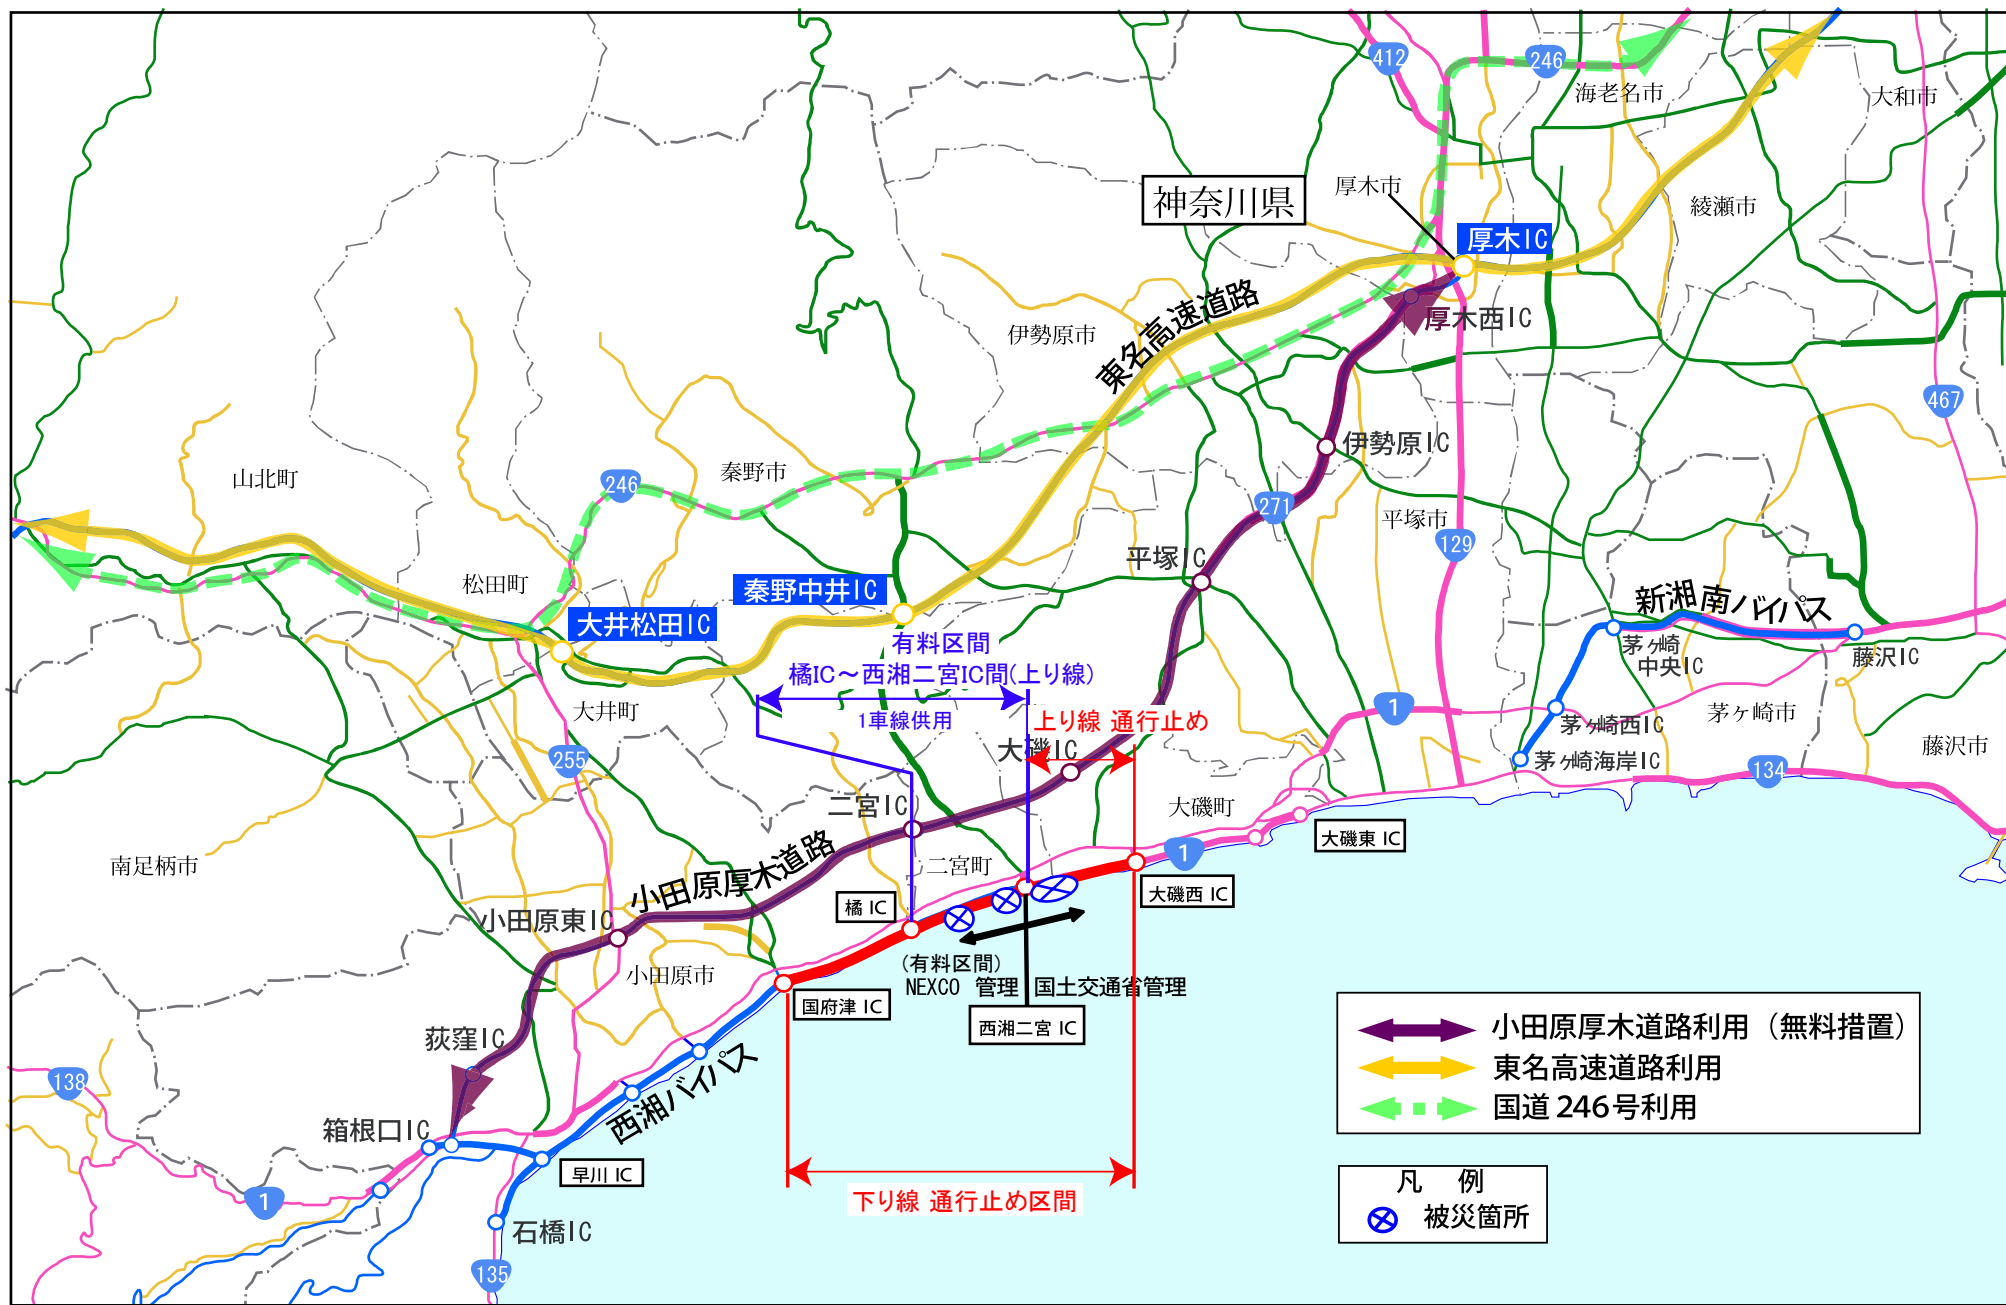 412
246
海老名市
大和市
神奈川県
厚木市
綾瀬市
厚木IC
東名高速道路
伊勢原市
厚木西IC
467
伊勢原IC
山北町
246
秦野市
271
平塚市
129
平塚IC
松田町
秦野中井IC
大井松田IC
新湘南バイパス
有料区間
橘IC～西湘二宮IC間(上り線)
1車線供用
茅ヶ崎
中央IC
藤沢IC
大井町
上り線 通行止め
1
茅ヶ崎西IC
茅ヶ崎市
大磯IC
255
茅ヶ崎海岸IC
134
藤沢市
二宮IC
大磯町
大磯東 IC
南足柄市
小田原厚木道路
二宮町
1
大磯西 IC
橘 IC
小田原東IC
小田原市
(有料区間)
NEXCO 管理
国土交通省管理
国府津 IC
西湘二宮 IC
荻窪IC
138
西湘バイパス
箱根口IC
早川 IC
1
下り線 通行止め区間
石橋IC
135
小田原厚木道路利用（無料措置）
東名高速道路利用
国道246号利用
凡 例
被災箇所